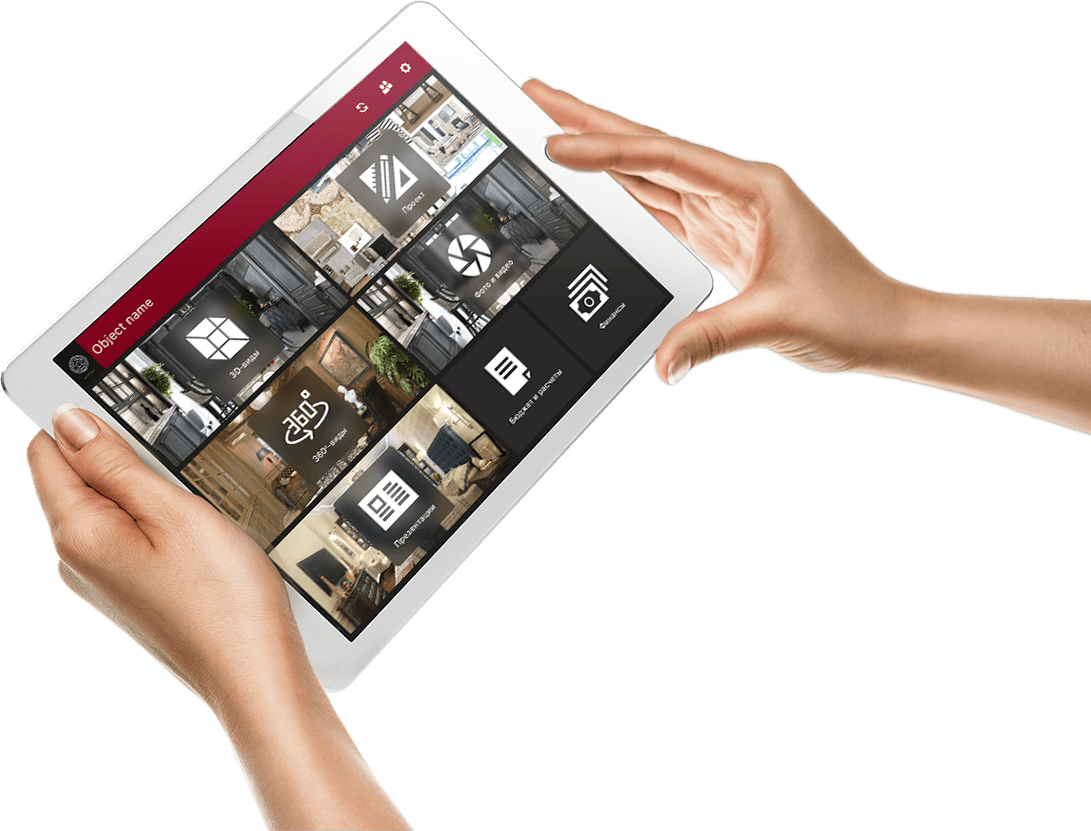 Object name
3D-виды
Проект
360°-виды
Фото и видео
Презентации
Бюджет и расчеты
Финансы